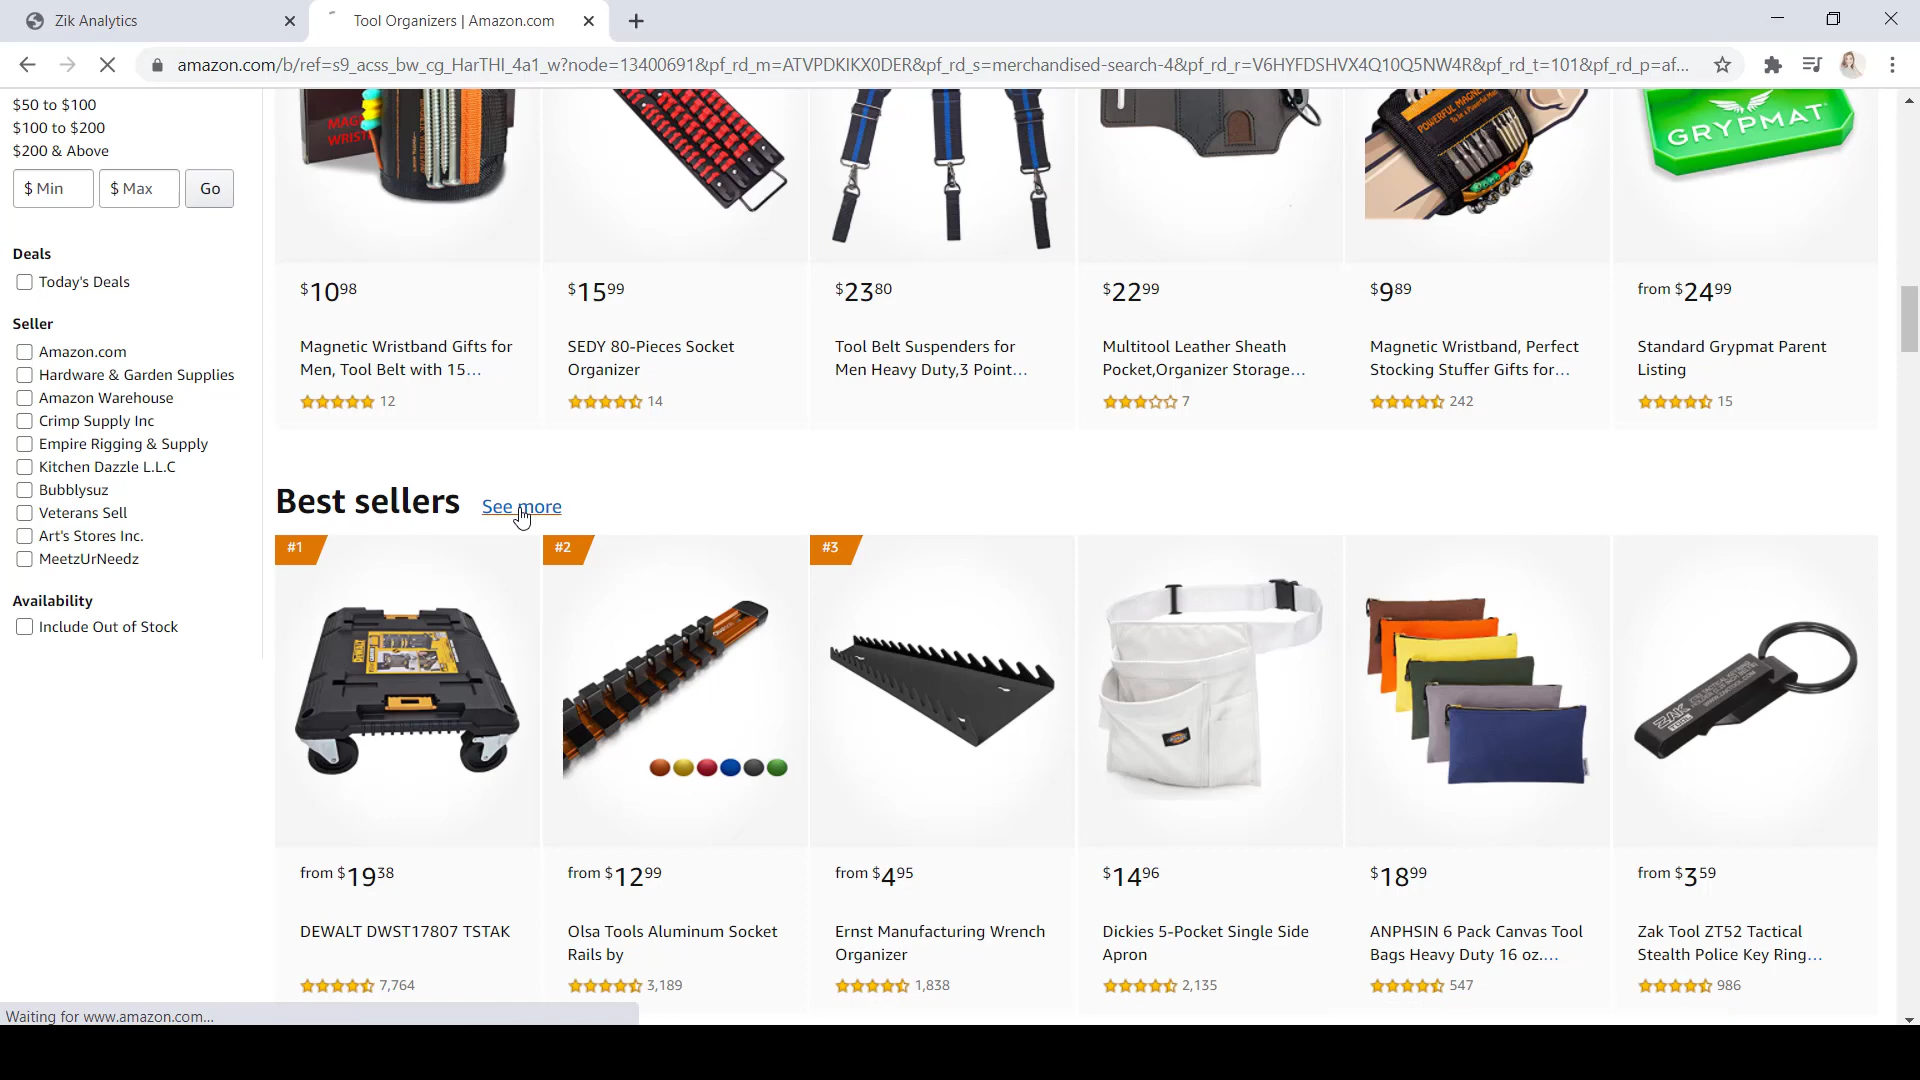 Zik Analytics
Tool Organizers | Amazon.com
amazon.com/b/ref=s9_acss_bw_cg_HarTHI_4a1_w?node=13400691&pf_rd_m=ATVPDKIKX0DER&pf_rd_s=merchandised-search-4&pf_rd_r=V6HYFDSHVX4Q10Q5NW4R&pf_rd_t=101&pf_rd_p=af...
$50 to $100
$100 to $200
$200 & Above
$ Min $ Max Go
Deals
Today's Deals
Seller
Amazon.com
Hardware & Garden Supplies
Amazon Warehouse
Crimp Supply Inc
Empire Rigging & Supply
Kitchen Dazzle L.L.C
Bubblysuz
Veterans Sell
Art's Stores Inc.
MeetzUrNeedz
Availability
Include Out of Stock
WRIST
POWERFUL MAGNE
GRYPMAT
$10 98 $15 99 $23 80 $22 99 $9 89 from $24 99
Magnetic Wristband Gifts for
Men, Tool Belt with 15...
12
SEDY 80-Pieces Socket
Organizer
14
Tool Belt Suspenders for
Men Heavy Duty,3 Point...
Multitool Leather Sheath
Pocket,Organizer Storage...
7
Magnetic Wristband, Perfect
Stocking Stuffer Gifts for...
242
Standard Grypmat Parent
Listing
15
Best sellers See more
#1 #2 #3
ZAK
TOOL
from $19 38 from $12 99 from $4 95 $14 96 $18 99 from $3 59
DEWALT DWST17807 TSTAK
7,764
Olsa Tools Aluminum Socket
Rails by
3,189
Ernst Manufacturing Wrench
Organizer
1,838
Dickies 5-Pocket Single Side
Apron
2,135
ANPHSIN 6 Pack Canvas Tool
Bags Heavy Duty 16 oz....
547
Zak Tool ZT52 Tactical
Stealth Police Key Ring...
986
Waiting for www.amazon.com...